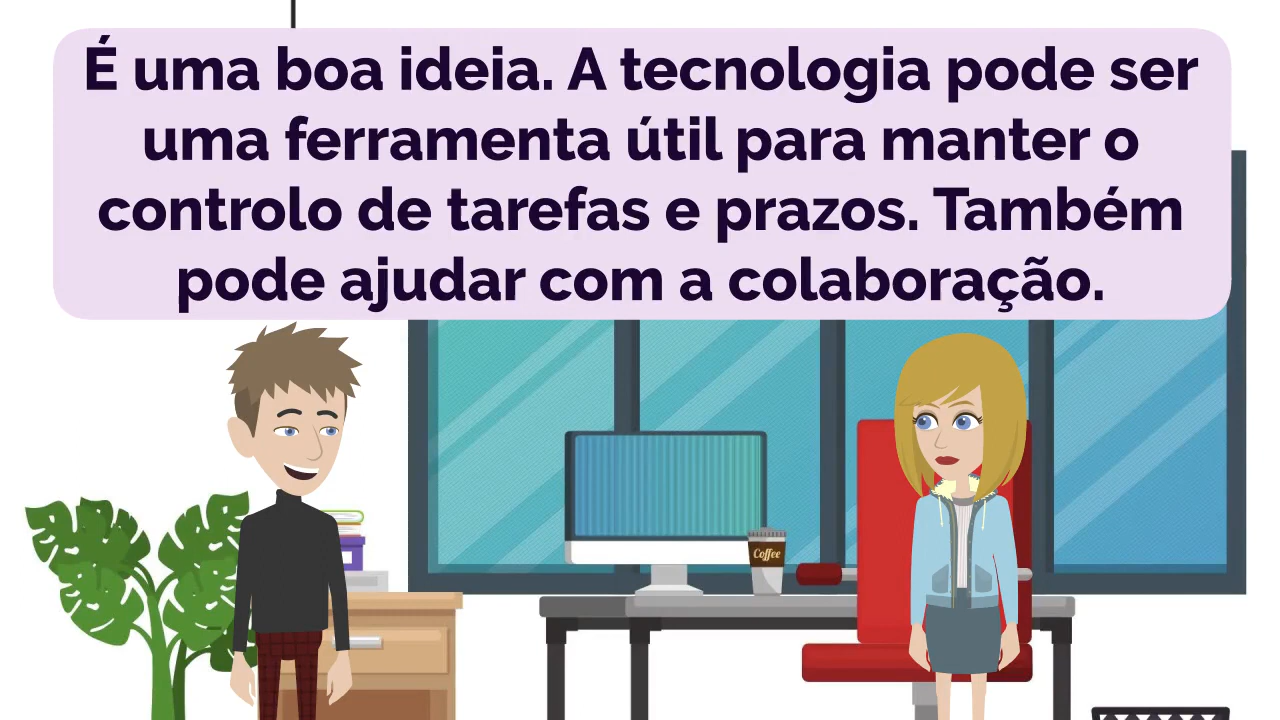 É uma boa ideia. A tecnologia pode ser
uma ferramenta útil para manter o
controlo de tarefas e prazos. Também
pode ajudar com a colaboração.
Coffee